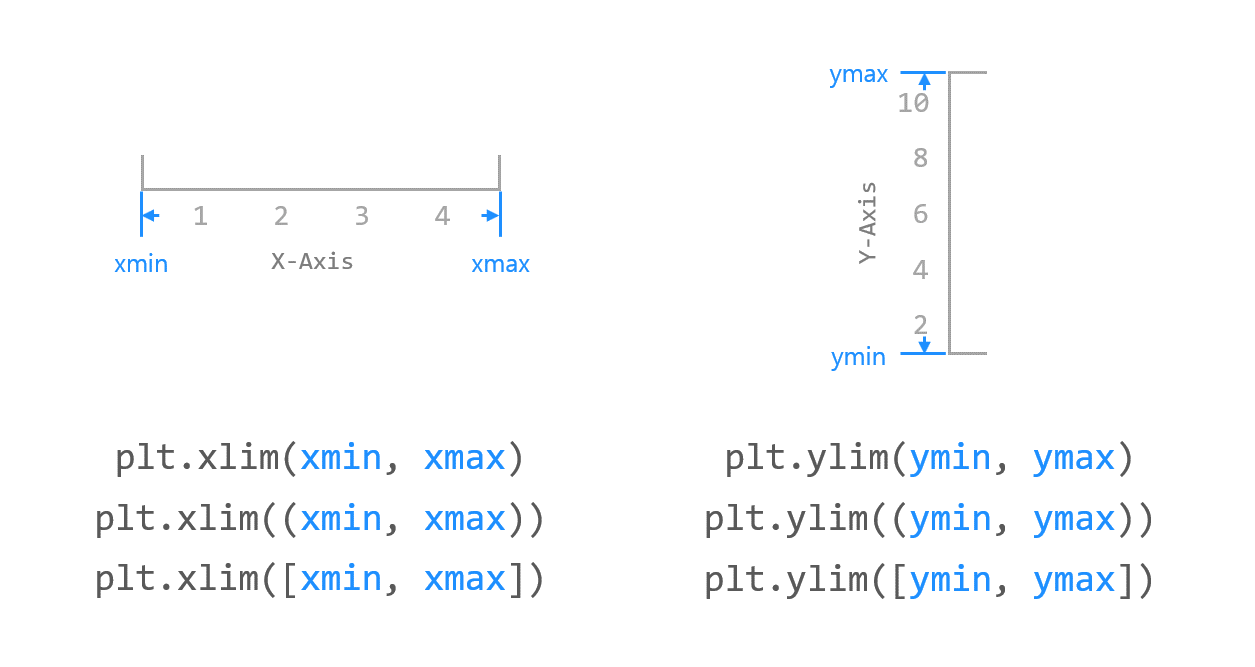 1 2 3 4
xmin X-Axis xmax
ymax
10
8
6
4
2
Y-Axis
ymin
plt.xlim(xmin, xmax)
plt.xlim((xmin, xmax))
plt.xlim([xmin, xmax])
plt.ylim(ymin, ymax)
plt.ylim((ymin, ymax))
plt.ylim([ymin, ymax])